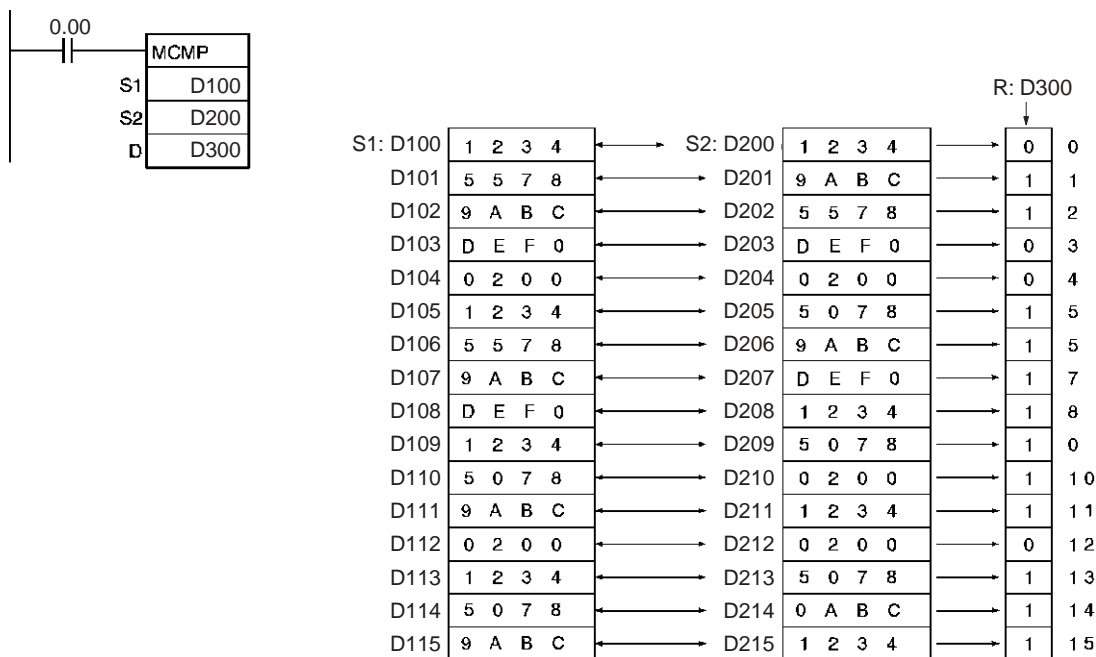 0.00
MCMP
S1 D100
S2 D200
D D300
R: D300
S1: D100 1 2 3 4 S2: D200 1 2 3 4 0 0
D101 5 5 7 8 D201 9 A B C 1 1
D102 9 A B C D202 5 5 7 8 1 2
D103 D E F 0 D203 D E F 0 0 3
D104 0 2 0 0 D204 0 2 0 0 0 4
D105 1 2 3 4 D205 5 0 7 8 1 5
D106 5 5 7 8 D206 9 A B C 1 5
D107 9 A B C D207 D E F 0 1 7
D108 D E F 0 D208 1 2 3 4 1 8
D109 1 2 3 4 D209 5 0 7 8 1 0
D110 5 0 7 8 D210 0 2 0 0 1 10
D111 9 A B C D211 1 2 3 4 1 11
D112 0 2 0 0 D212 0 2 0 0 0 12
D113 1 2 3 4 D213 5 0 7 8 1 13
D114 5 0 7 8 D214 0 A B C 1 14
D115 9 A B C D215 1 2 3 4 1 15